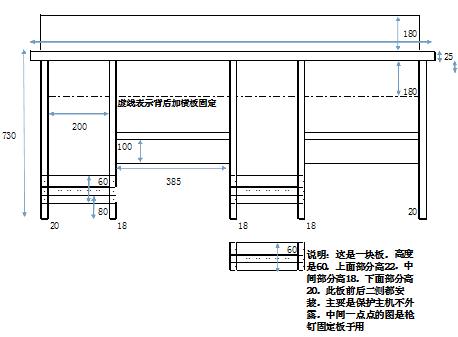 180
25
180
虚线表示背后加横板固定
200
730
100
60
385
80
20
18
18
18
20
60
说明：这是一块板，高度
是60，上面部分高22，中
间部分高18，下面部分高
20，此板前后二侧都安
装，主要是保护主机不外
露，中间一点点的图是枪
钉固定板子用